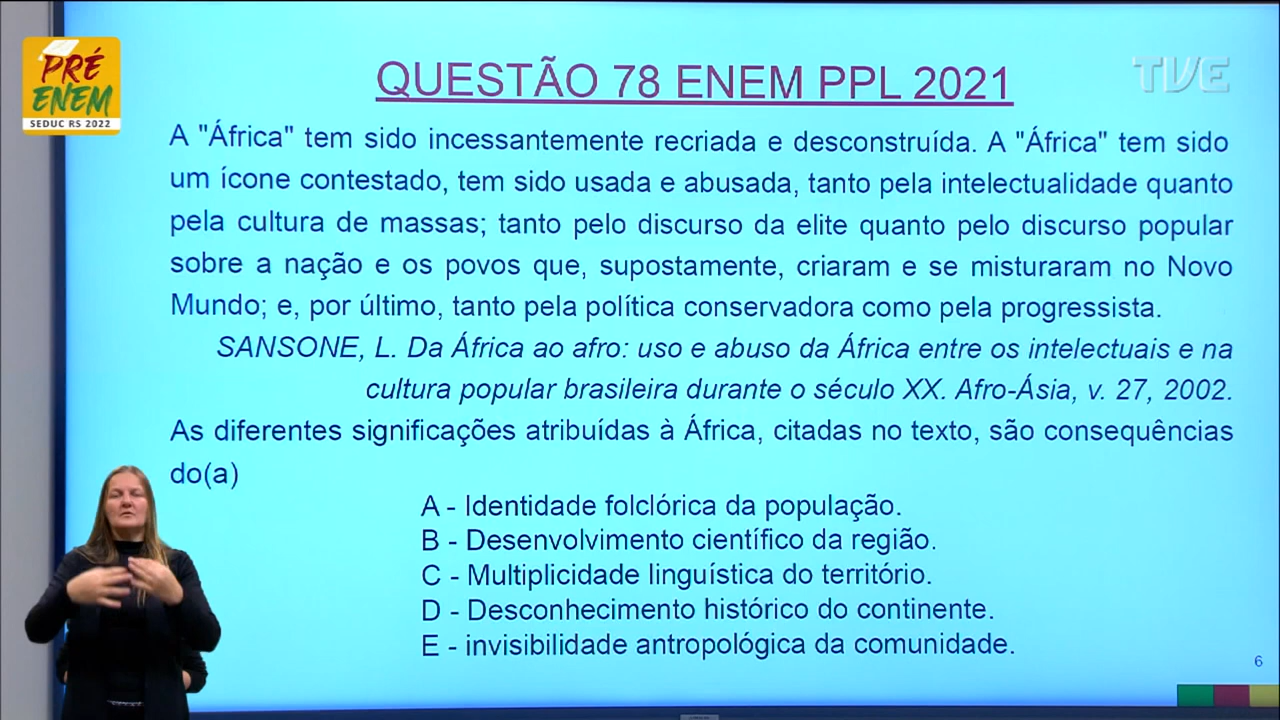 PRÉ
ENEM
SEDUC RS 2022
TVE
QUESTÃO 78 ENEM PPL 2021
A "África" tem sido incessantemente recriada e desconstruída. A "África" tem sido
um ícone contestado, tem sido usada e abusada, tanto pela intelectualidade quanto
pela cultura de massas; tanto pelo discurso da elite quanto pelo discurso popular
sobre a nação e os povos que, supostamente, criaram e se misturaram no Novo
Mundo; e, por último, tanto pela política conservadora como pela progressista.
SANSONE, L. Da África ao afro: uso e abuso da África entre os intelectuais e na
cultura popular brasileira durante o século XX. Afro-Ásia, v. 27, 2002.
As diferentes significações atribuídas à África, citadas no texto, são consequências
do(a)
A - Identidade folclórica da população.
B - Desenvolvimento científico da região.
C - Multiplicidade linguística do território.
D - Desconhecimento histórico do continente.
E - invisibilidade antropológica da comunidade.
6